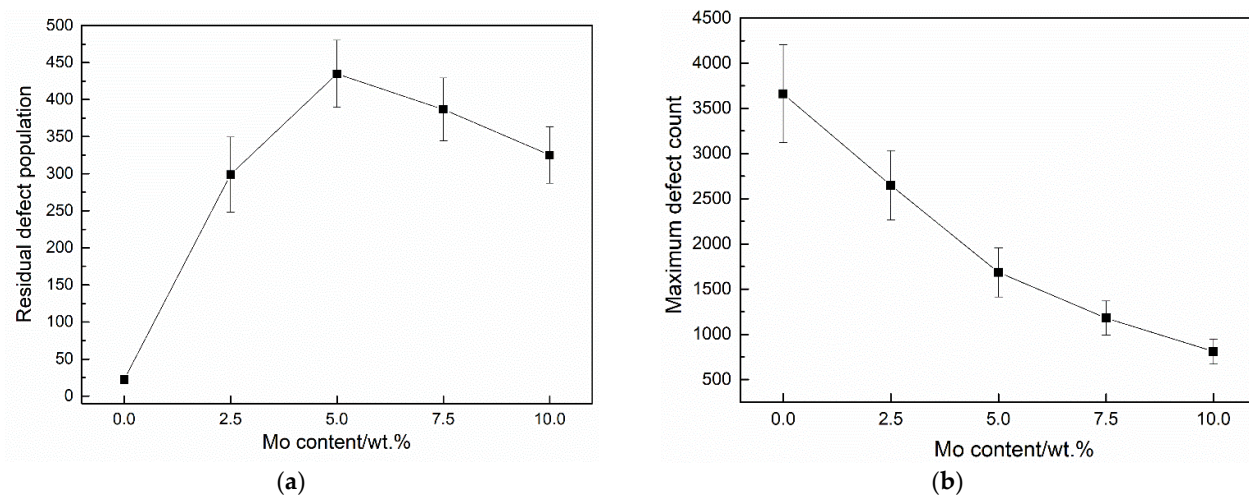 500
450
400
350
300
250
200
150
100
50
0
Residual defect population
0.0 2.5 5.0 7.5 10.0
Mo content/wt.%
(a)
4500
4000
3500
3000
2500
2000
1500
1000
500
Maximum defect count
0.0 2.5 5.0 7.5 10.0
Mo content/wt.%
(b)